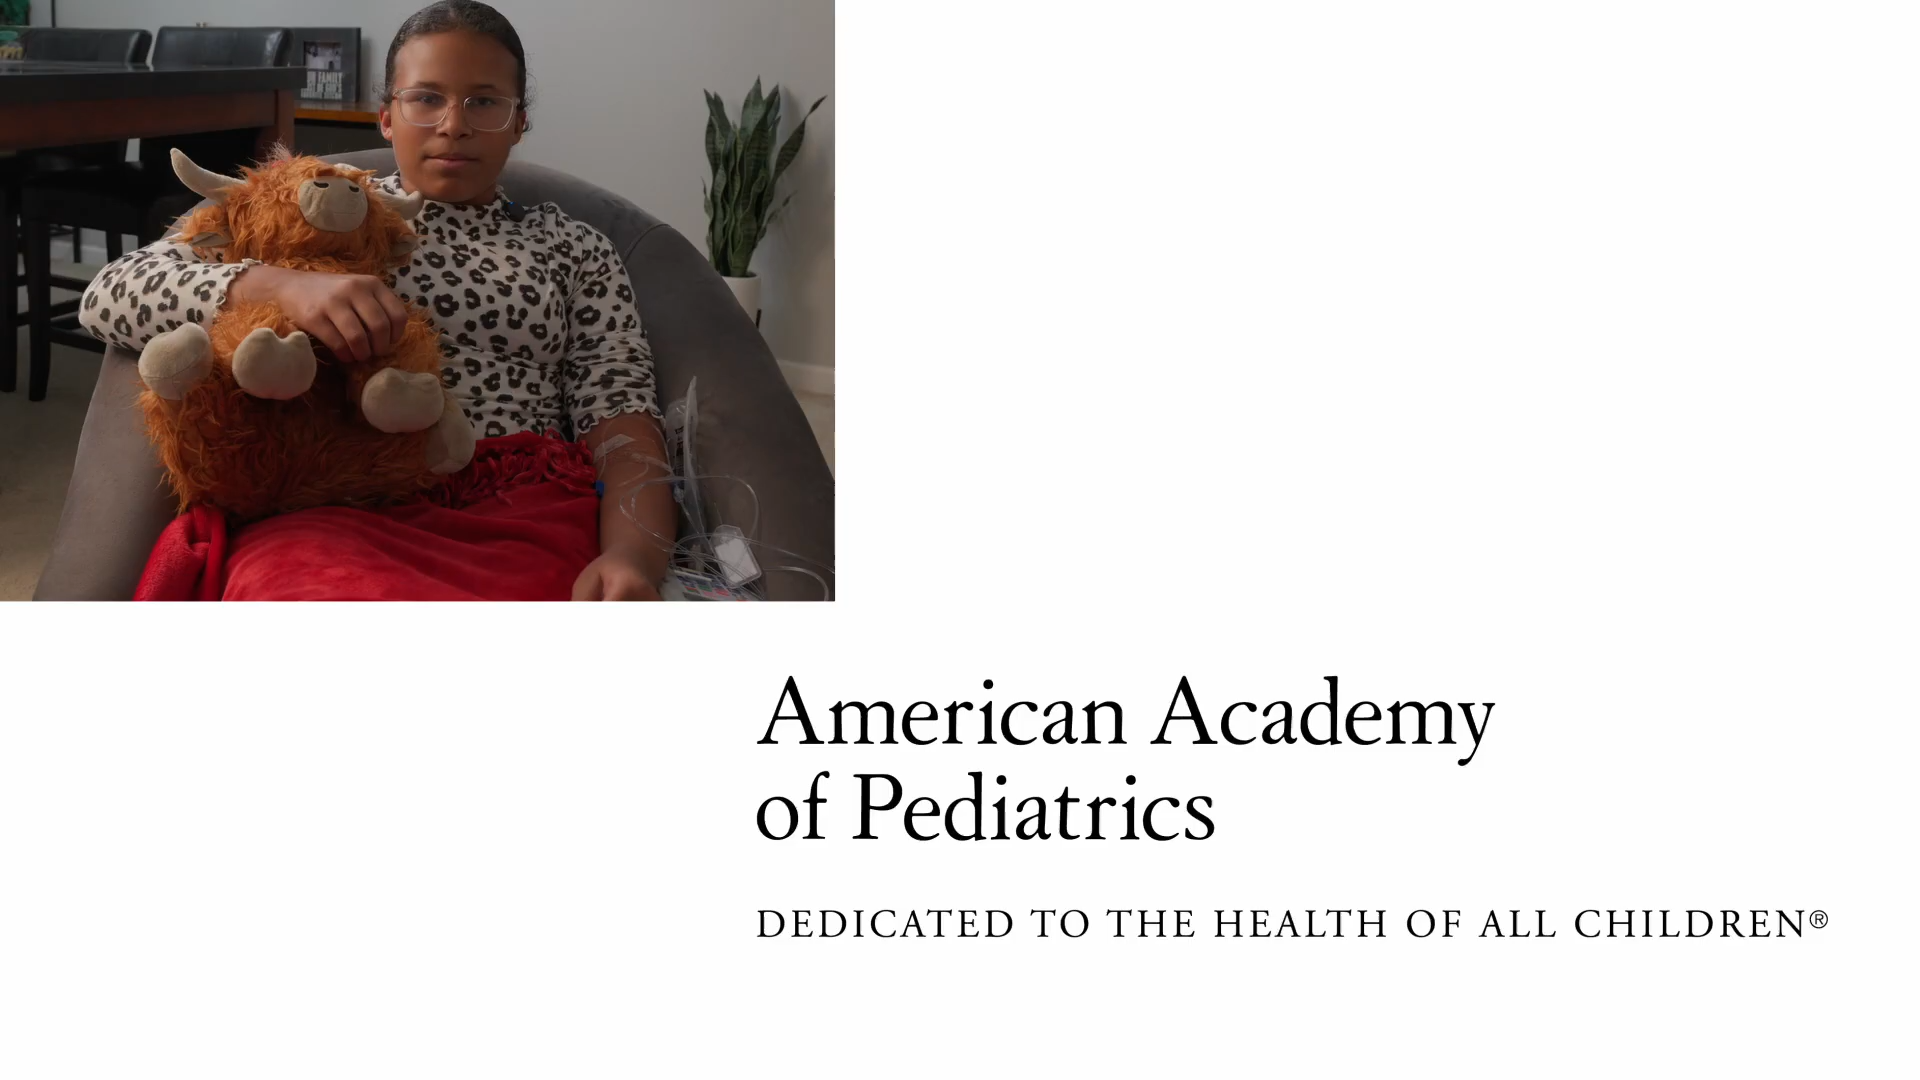 American Academy
of Pediatrics
DEDICATED TO THE HEALTH OF ALL CHILDREN®